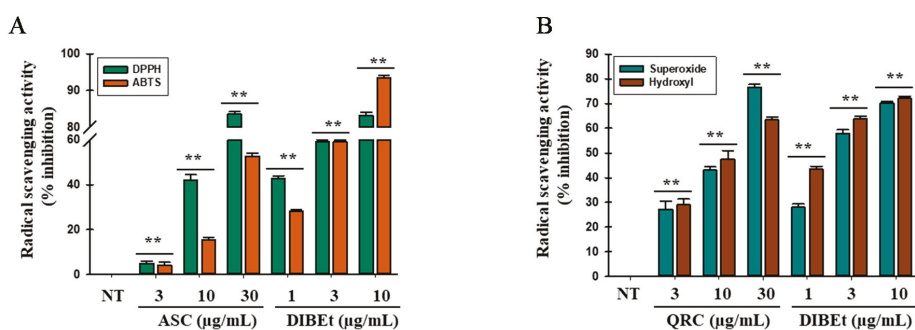 A
Radical scavenging activity
(% inhibition)
100
90
80
60
40
20
0
DPPH
ABTS
**
**
**
**
**
**
NT
3
10
30
1
3
10
ASC (µg/mL)
DIBEt (µg/mL)
B
Radical scavenging activity
(% inhibition)
90
80
70
60
50
40
30
20
10
0
Superoxide
Hydroxyl
**
**
**
**
**
**
NT
3
10
30
1
3
10
QRC (µg/mL)
DIBEt (µg/mL)